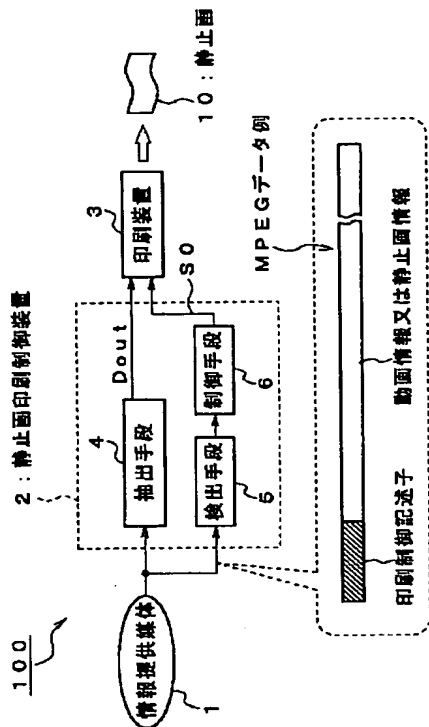 100
2：静止画印刷制御装置
1
情報提供媒体
4
抽出手段
Dout
5
検出手段
6
制御手段
SO
3
印刷装置
10：静止画
MPEGデータ例
印刷制御記述子
動画情報又は静止画情報